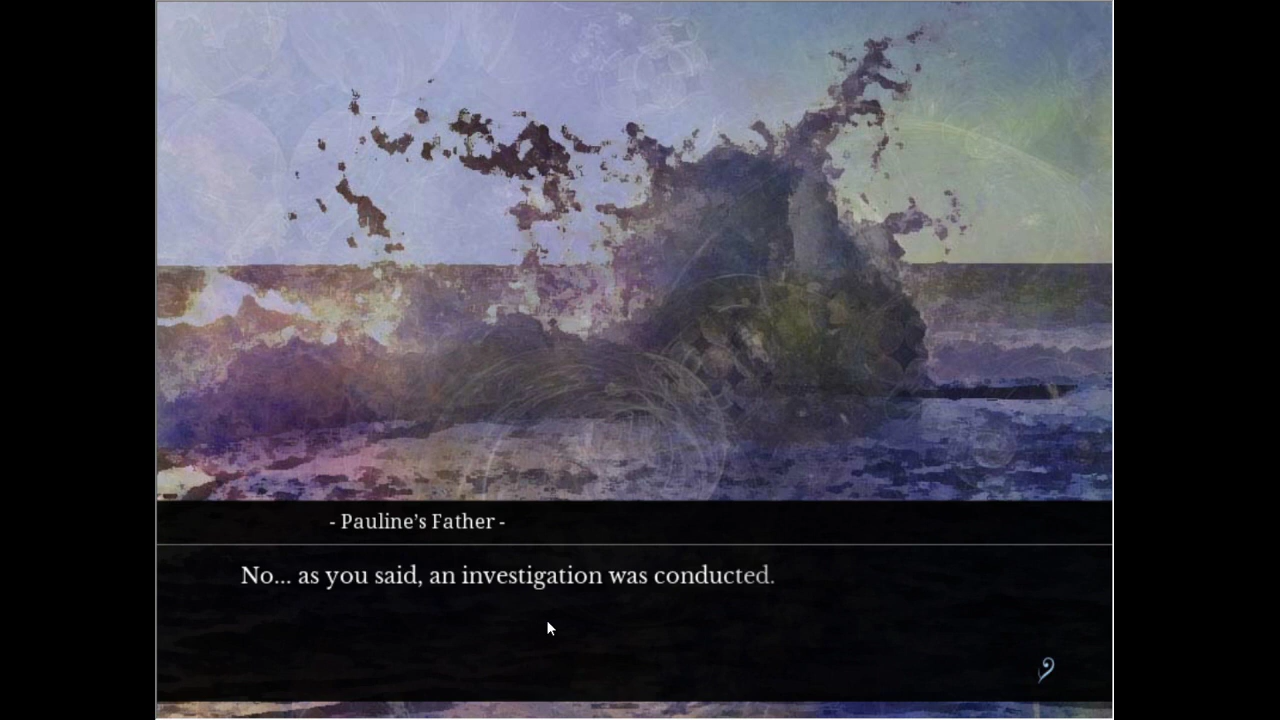 - Pauline’s Father -
No... as you said, an investigation was conducted.